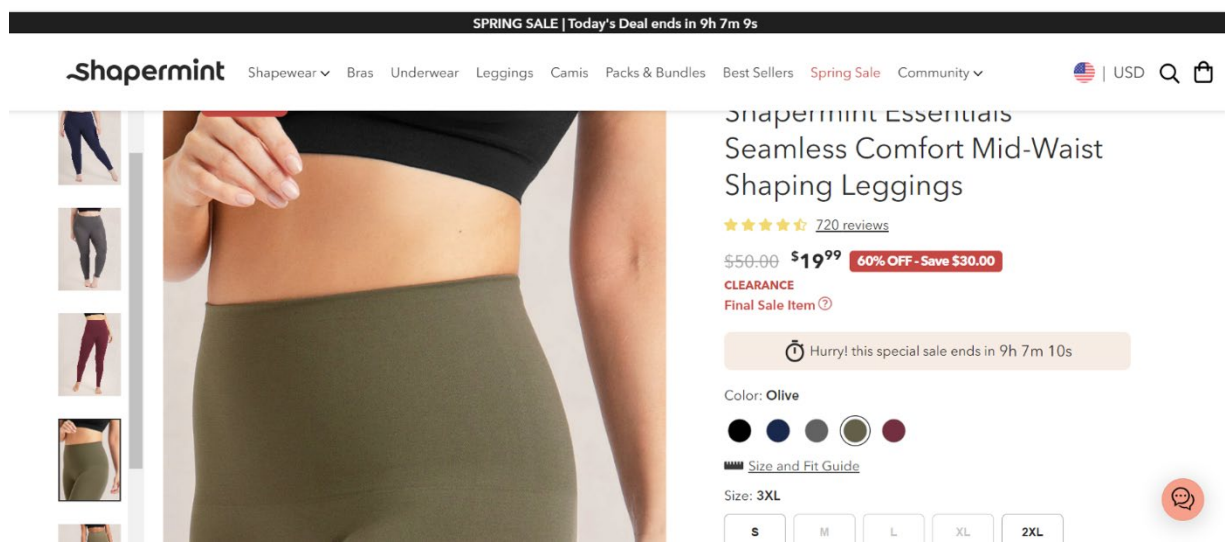 SPRING SALE | Today's Deal ends in 9h 7m 9s
Shapermint Shapewear Bras Underwear Leggings Camis Packs & Bundles Best Sellers Spring Sale Community | USD
Shapermint Essentials
Seamless Comfort Mid-Waist
Shaping Leggings
720 reviews
$50.00 $19⁹⁹ 60% OFF - Save $30.00
CLEARANCE
Final Sale Item ?
Hurry! this special sale ends in 9h 7m 10s
Color: Olive
Size and Fit Guide
Size: 3XL
S M L XL 2XL